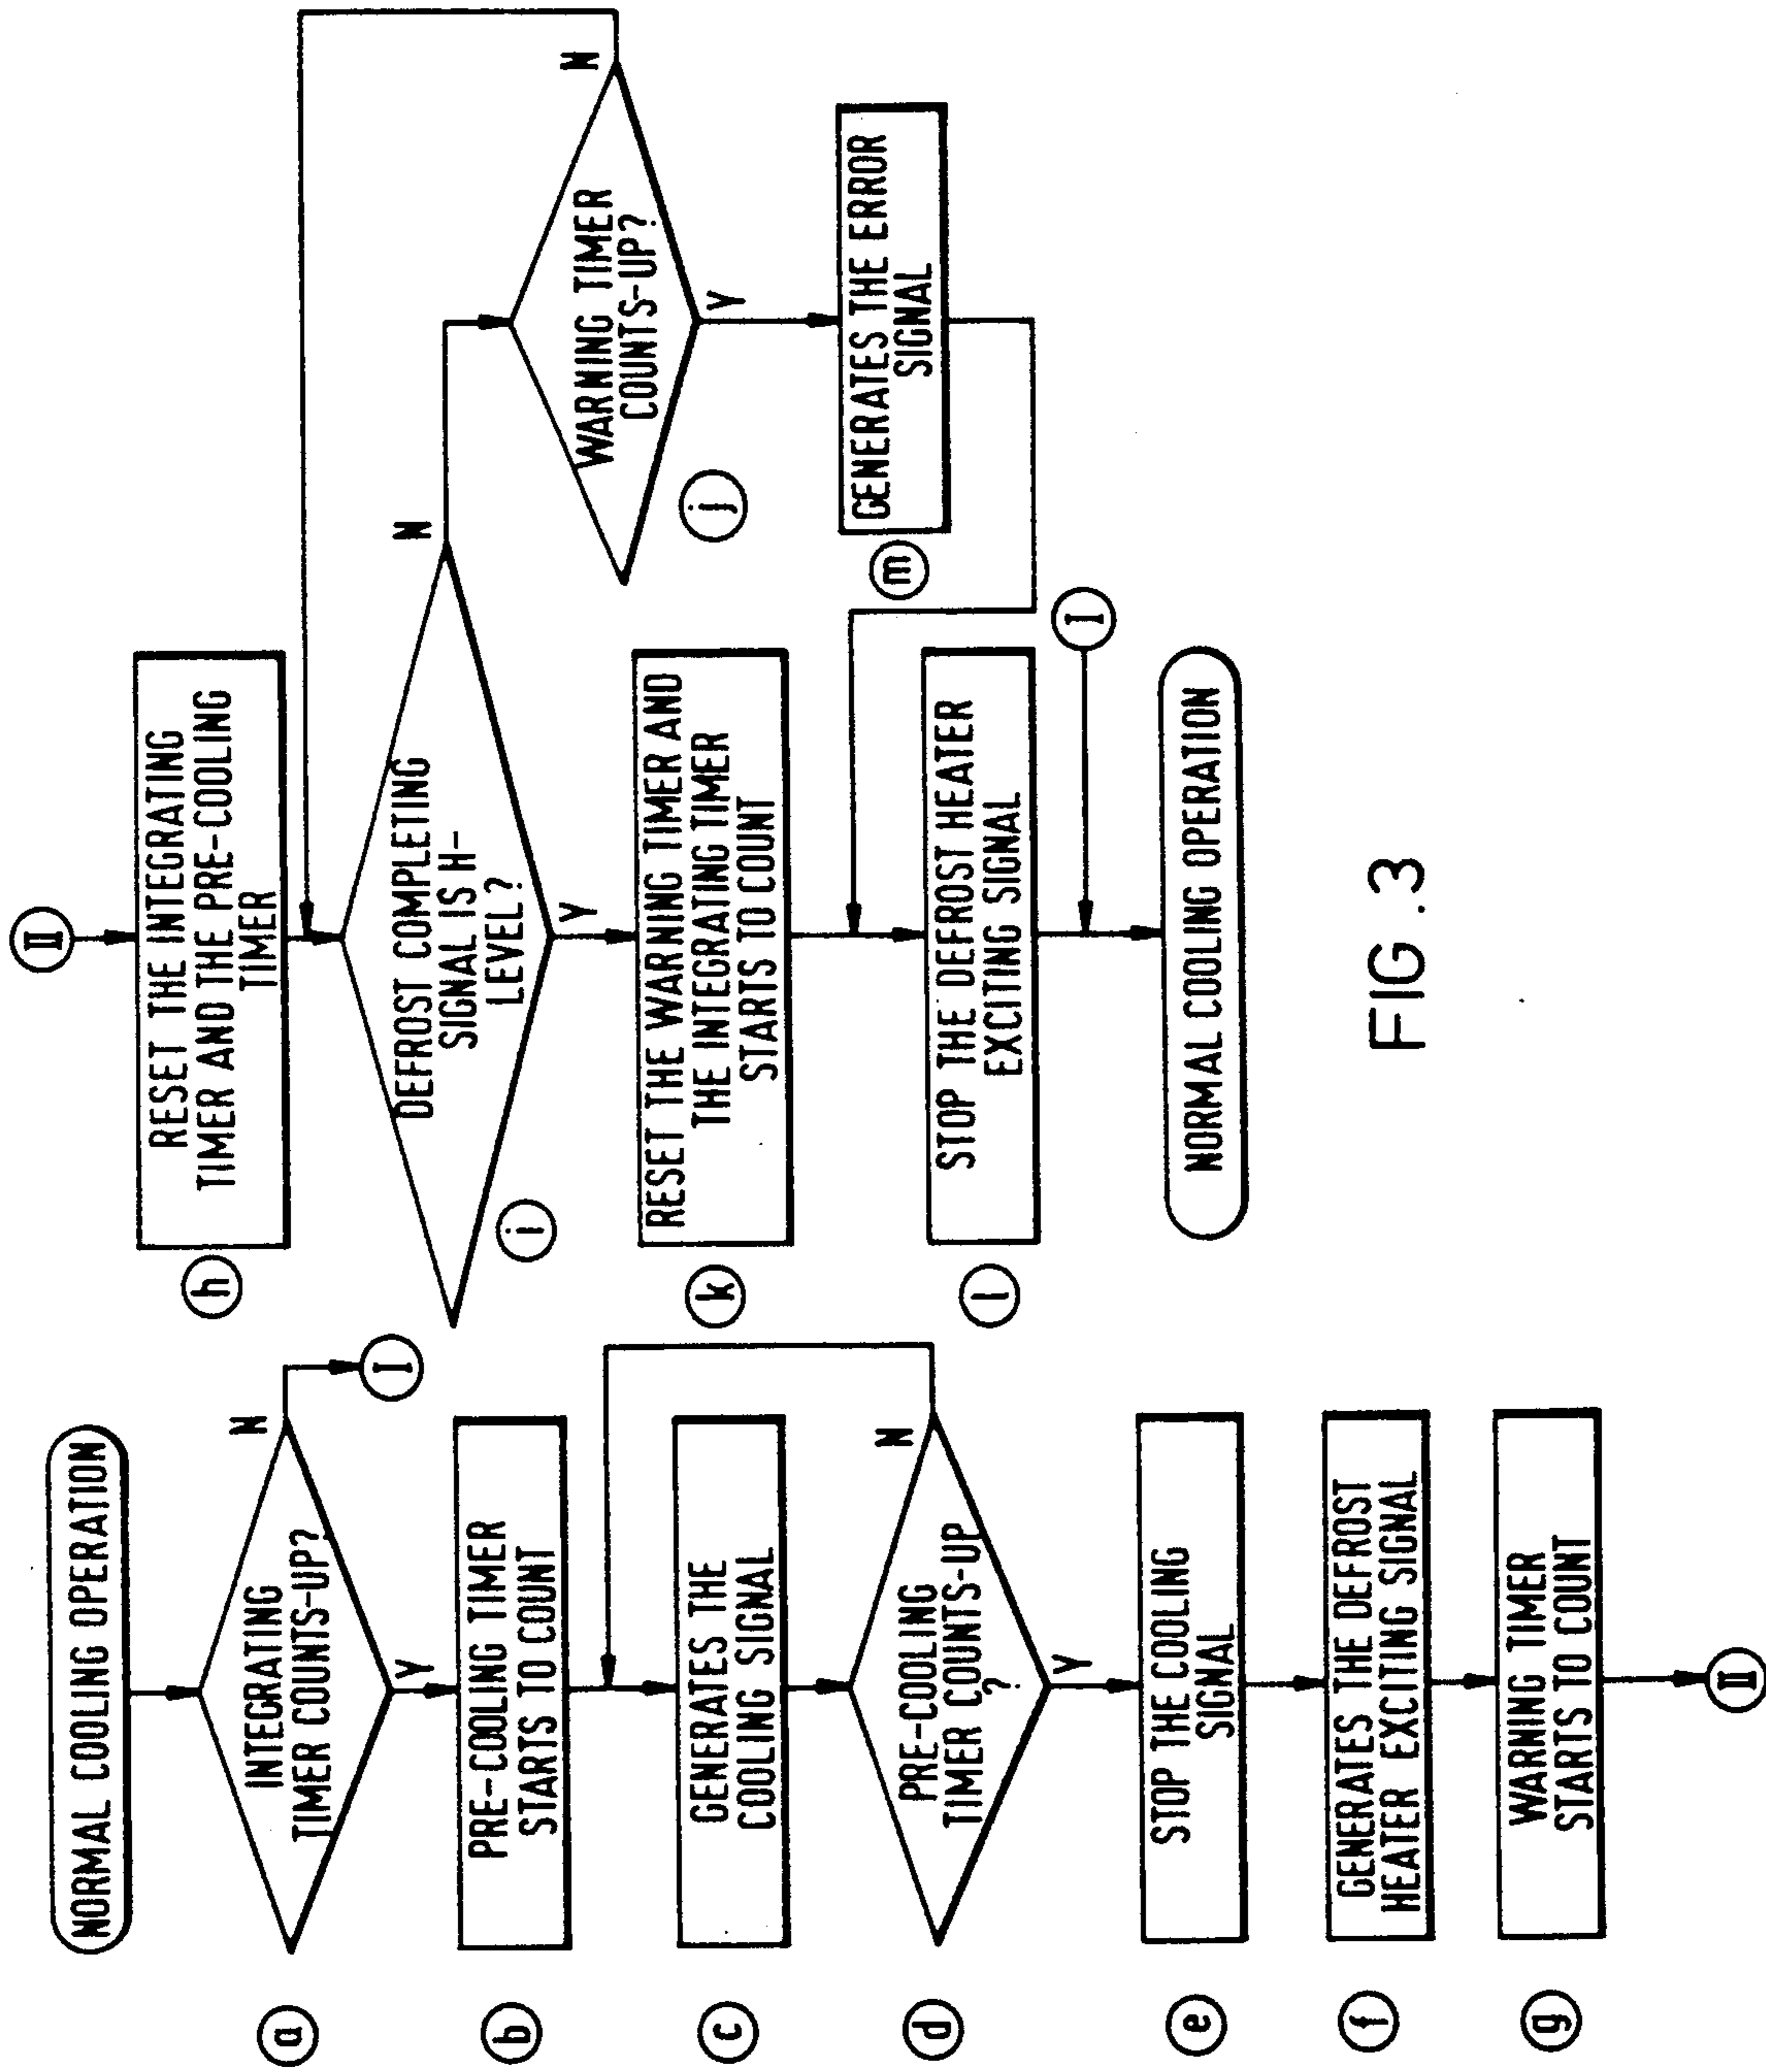 NORMAL COOLING OPERATION
ⓐ
INTEGRATING
TIMER COUNTS-UP?
N
I
Y
ⓑ
PRE-COOLING TIMER
STARTS TO COUNT
ⓒ
GENERATES THE
COOLING SIGNAL
ⓓ
PRE-COOLING
TIMER COUNTS-UP
?
N
Y
ⓔ
STOP THE COOLING
SIGNAL
ⓕ
GENERATES THE DEFROST
HEATER EXCITING SIGNAL
ⓖ
WARNING TIMER
STARTS TO COUNT
II
II
ⓗ
RESET THE INTEGRATING
TIMER AND THE PRE-COOLING
TIMER
ⓘ
DEFROST COMPLETING
SIGNAL IS H-
LEVEL?
N
Y
ⓙ
WARNING TIMER
COUNTS-UP?
N
Y
ⓚ
RESET THE WARNING TIMER AND
THE INTEGRATING TIMER
STARTS TO COUNT
ⓜ
GENERATES THE ERROR
SIGNAL
ⓛ
STOP THE DEFROST HEATER
EXCITING SIGNAL
I
NORMAL COOLING OPERATION
FIG.3